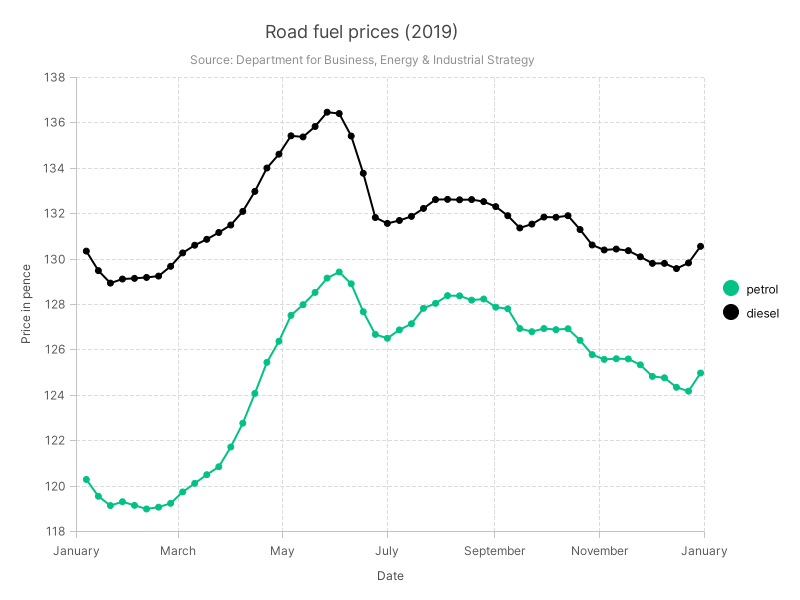 Road fuel prices (2019)
Source: Department for Business, Energy & Industrial Strategy
138
136
134
132
130
128
126
124
122
120
118
Price in pence
January
March
May
July
September
November
January
Date
petrol
diesel